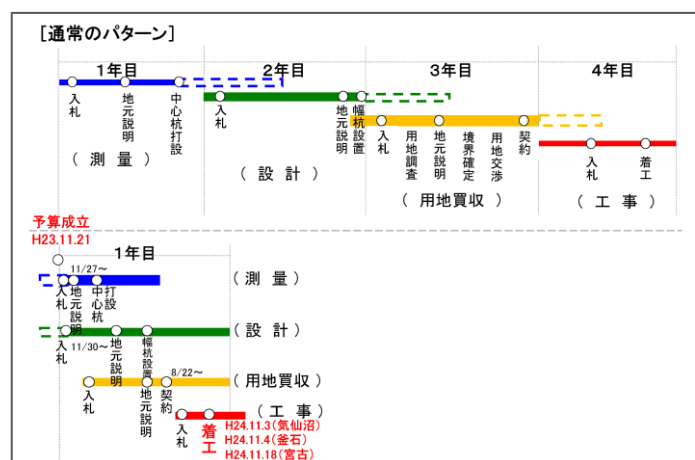 ［通常のパターン］
1年目
2年目
3年目
4年目
入札
地元説明
中心杭打設
（測量）
入札
地元説明
幅杭設置
（設計）
入札
用地調査
地元説明
境界確定
用地交渉
契約
（用地買収）
入札
着工
（工事）
予算成立
H23.11.21
1年目
11/27～
入札
地元説明
中心杭打設
（測量）
11/30～
入札
地元説明
幅杭設置
（設計）
8/22～
入札
地元説明
契約
（用地買収）
入札
着工
（工事）
H24.11.3（気仙沼）
H24.11.4（釜石）
H24.11.18（宮古）